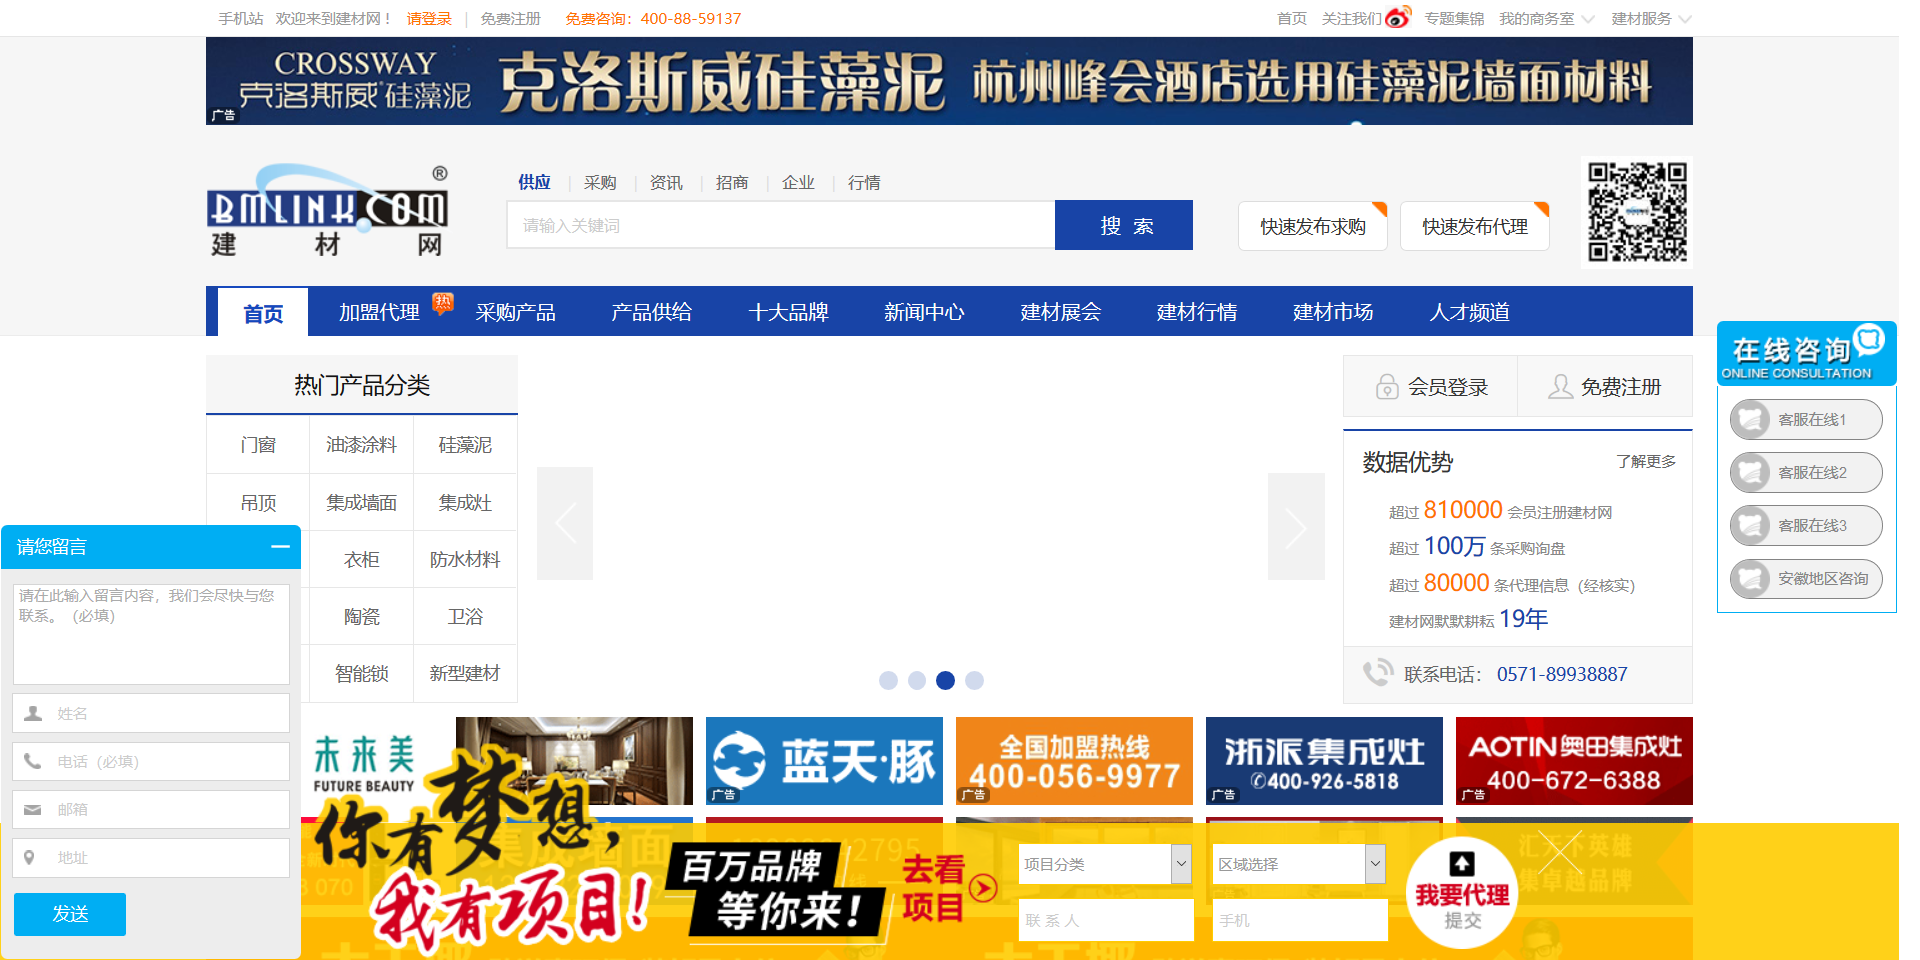 手机站 欢迎来到建材网！ 请登录 | 免费注册 免费咨询：400-88-59137
首页 关注我们 专题集锦 我的商务室 建材服务
CROSSWAY
克洛斯威®硅藻泥
克洛斯威硅藻泥 杭州峰会酒店选用硅藻泥墙面材料
广告
BMLINK.COM®
建材网
供应 | 采购 | 资讯 | 招商 | 企业 | 行情
请输入关键词
搜 索
快速发布求购
快速发布代理
首页 加盟代理 热 采购产品 产品供给 十大品牌 新闻中心 建材展会 建材行情 建材市场 人才频道
热门产品分类
门窗 油漆涂料 硅藻泥
吊顶 集成墙面 集成灶
衣柜 防水材料
陶瓷 卫浴
智能锁 新型建材
会员登录 免费注册
数据优势 了解更多
超过 810000 会员注册建材网
超过 100万 条采购询盘
超过 80000 条代理信息（经核实）
建材网默默耕耘 19年
联系电话： 0571-89938887
在线咨询
ONLINE CONSULTATION
客服在线1
客服在线2
客服在线3
安徽地区咨询
请您留言
请在此输入留言内容，我们会尽快与您联系。（必填）
姓名
电话（必填）
邮箱
地址
发送
未来美
FUTURE BEAUTY
蓝天·豚
广告
全国加盟热线
400-056-9977
广告
浙派集成灶
✆400-926-5818
广告
AOTIN奥田集成灶
400-672-6388
广告
集成墙面
汇天下英雄
集卓越品牌
你有梦想，
我有项目!
百万品牌
等你来！
去看
项目
项目分类
区域选择
联 系 人
手机
我要代理
提交